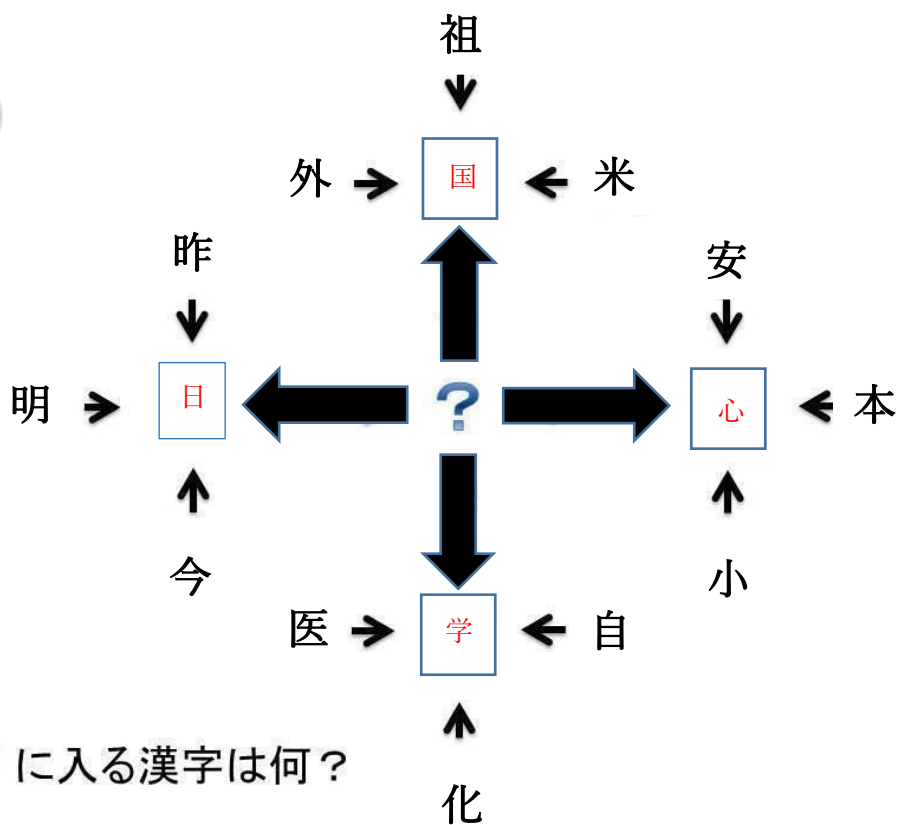 祖
外 国 米
昨
安
明 日 ? 心 本
今
小
医 学 自
化
に入る漢字は何？